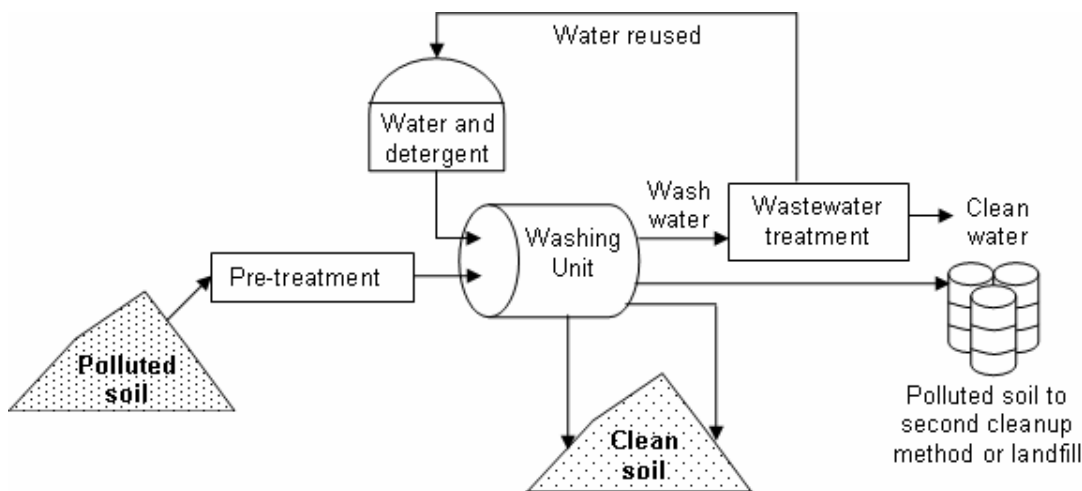 Water reused
Water and
detergent
Wash
water
Wastewater
treatment
Clean
water
Washing
Unit
Pre-treatment
Polluted
soil
Clean
soil
Polluted soil to
second cleanup
method or landfill